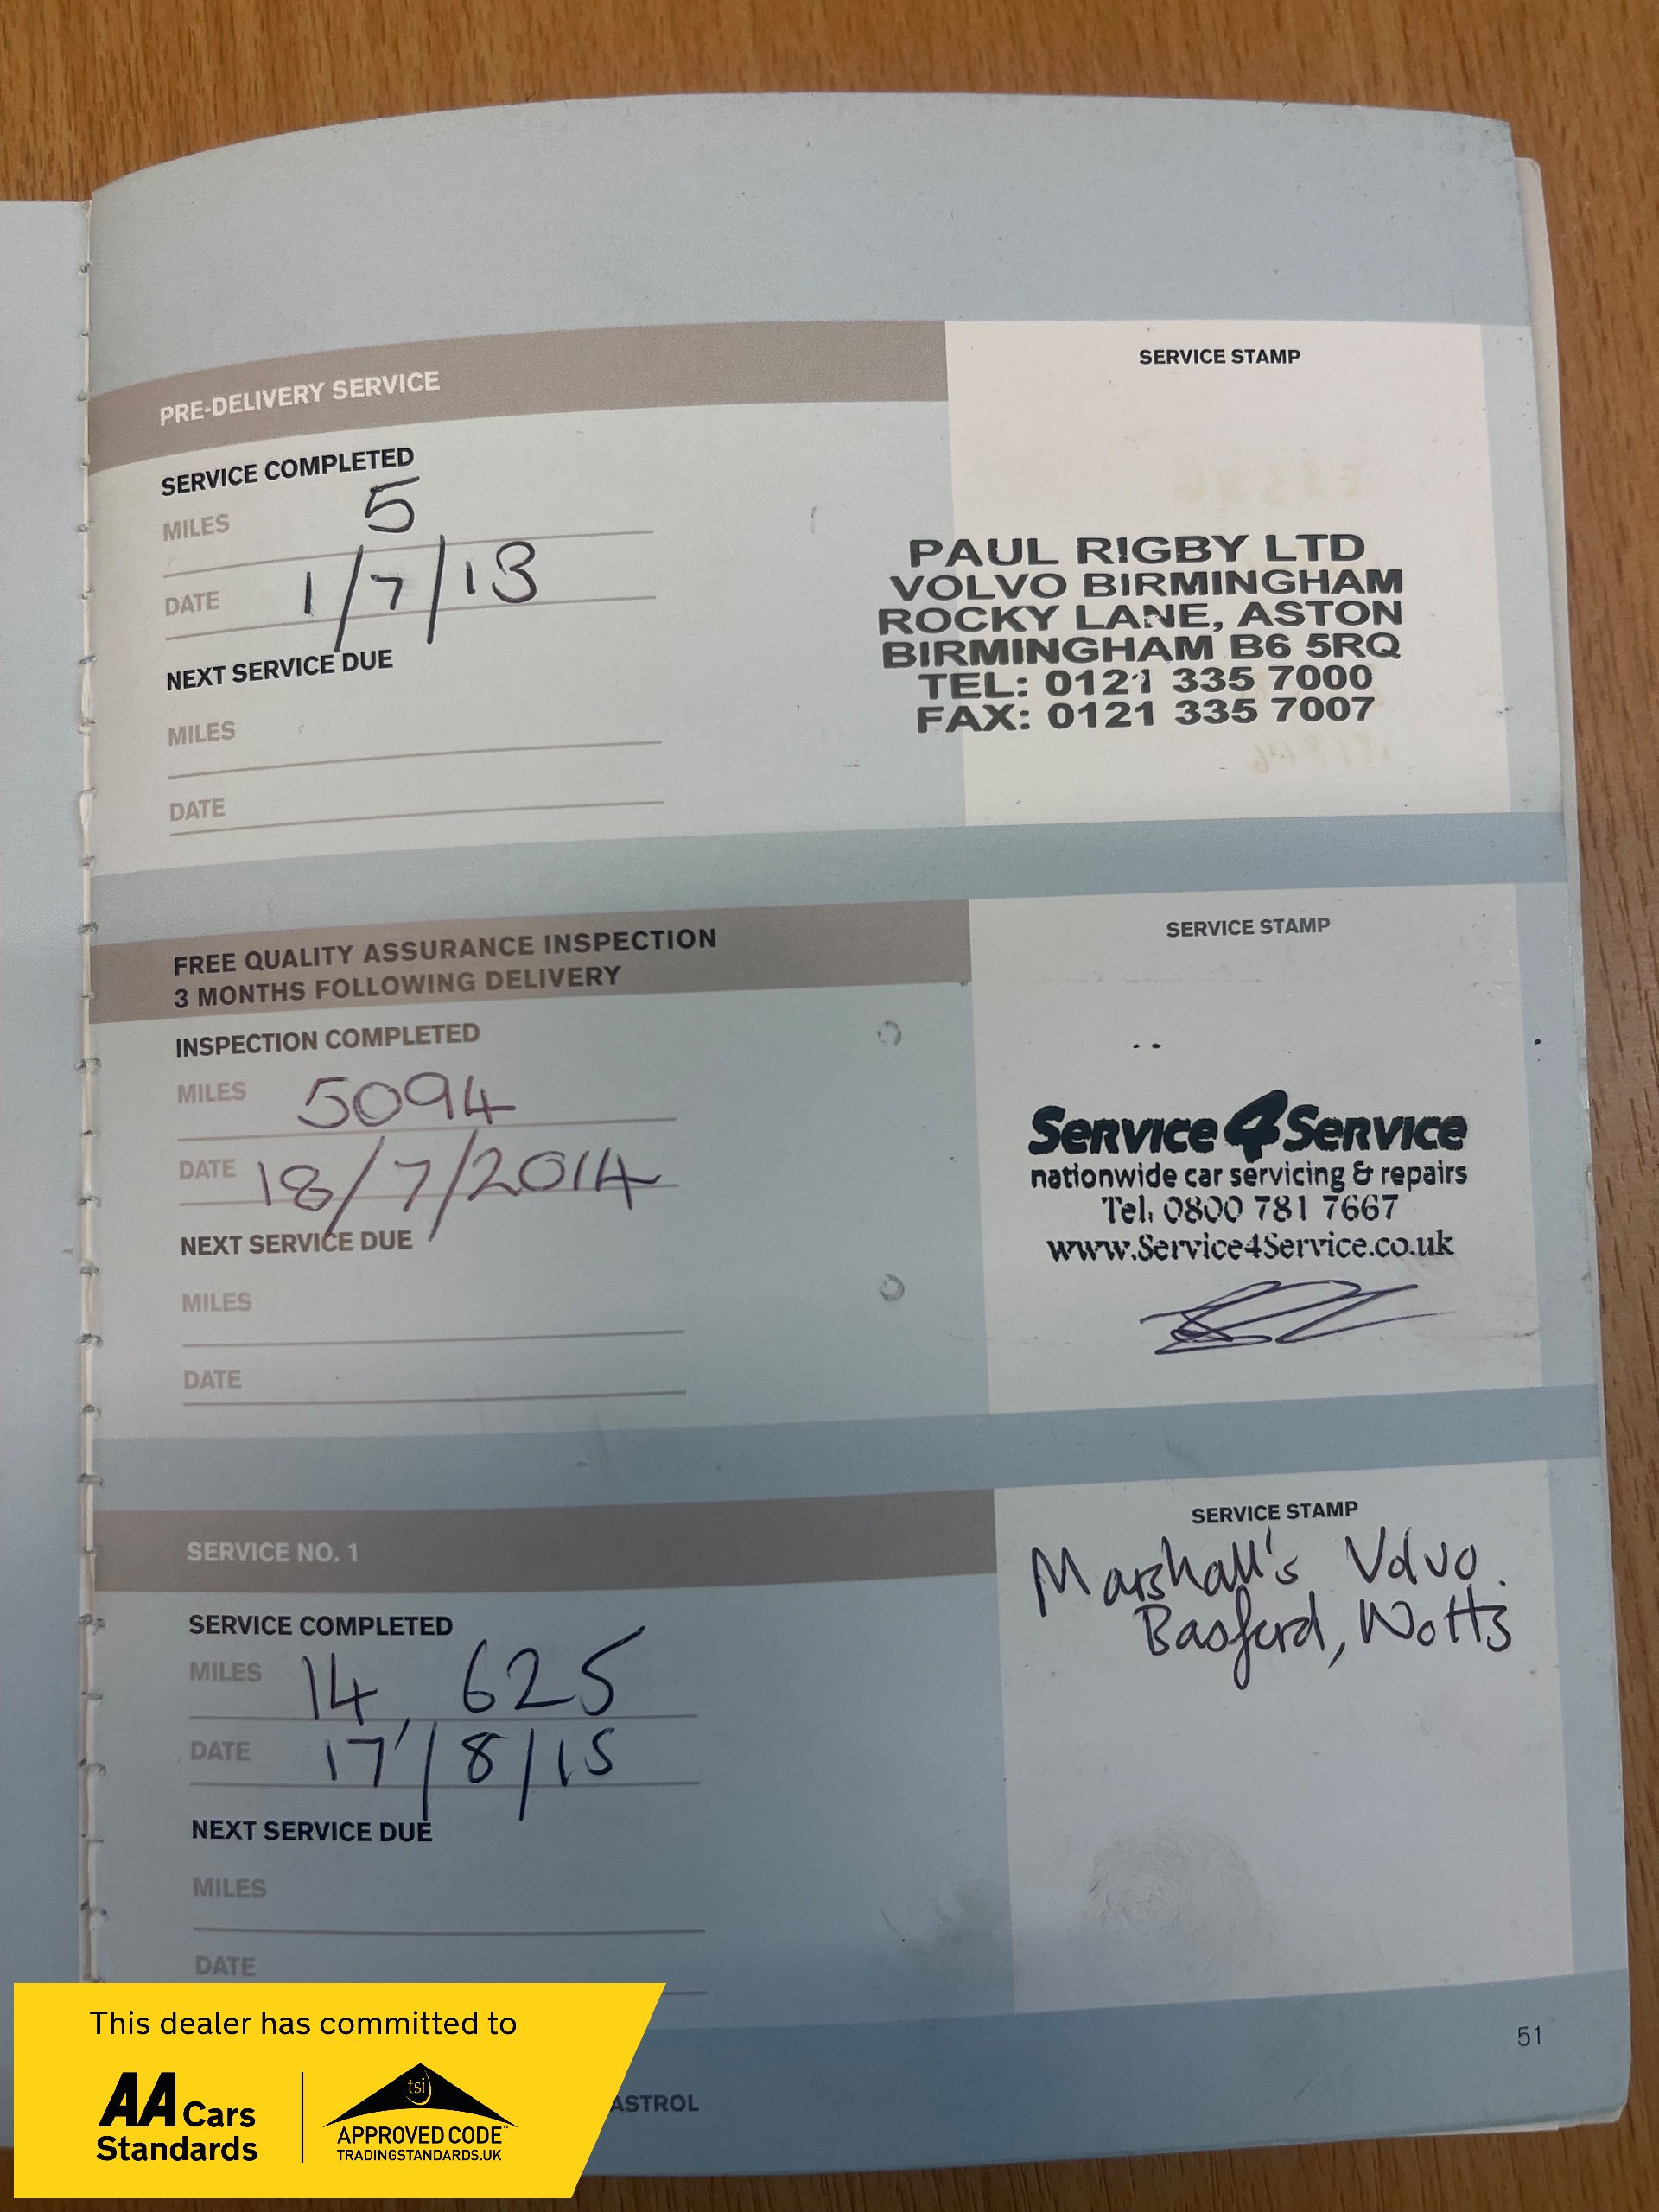 PRE-DELIVERY SERVICE
SERVICE STAMP
SERVICE COMPLETED
MILES 5
DATE 1/7/13
NEXT SERVICE DUE
MILES
DATE
PAUL RIGBY LTD
VOLVO BIRMINGHAM
ROCKY LANE, ASTON
BIRMINGHAM B6 5RQ
TEL: 0121 335 7000
FAX: 0121 335 7007
FREE QUALITY ASSURANCE INSPECTION
3 MONTHS FOLLOWING DELIVERY
SERVICE STAMP
INSPECTION COMPLETED
MILES 5094
DATE 18/7/2014
NEXT SERVICE DUE
MILES
DATE
Service4Service
nationwide car servicing & repairs
Tel. 0800 781 7667
www.Service4Service.co.uk
SERVICE NO. 1
SERVICE STAMP
Marshall's Volvo
Basford, Notts
SERVICE COMPLETED
MILES 14,625
DATE 17/8/15
NEXT SERVICE DUE
MILES
DATE
51
ASTROL
This dealer has committed to
AA Cars
Standards
tsi
APPROVED CODE
TRADINGSTANDARDS.UK